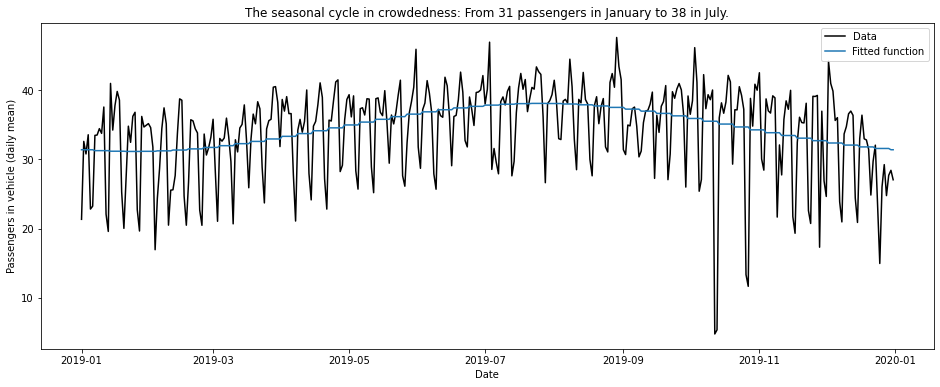 The seasonal cycle in crowdedness: From 31 passengers in January to 38 in July.
Data
Fitted function
Passengers in vehicle (daily mean)
40
30
20
10
2019-01
2019-03
2019-05
2019-07
2019-09
2019-11
2020-01
Date